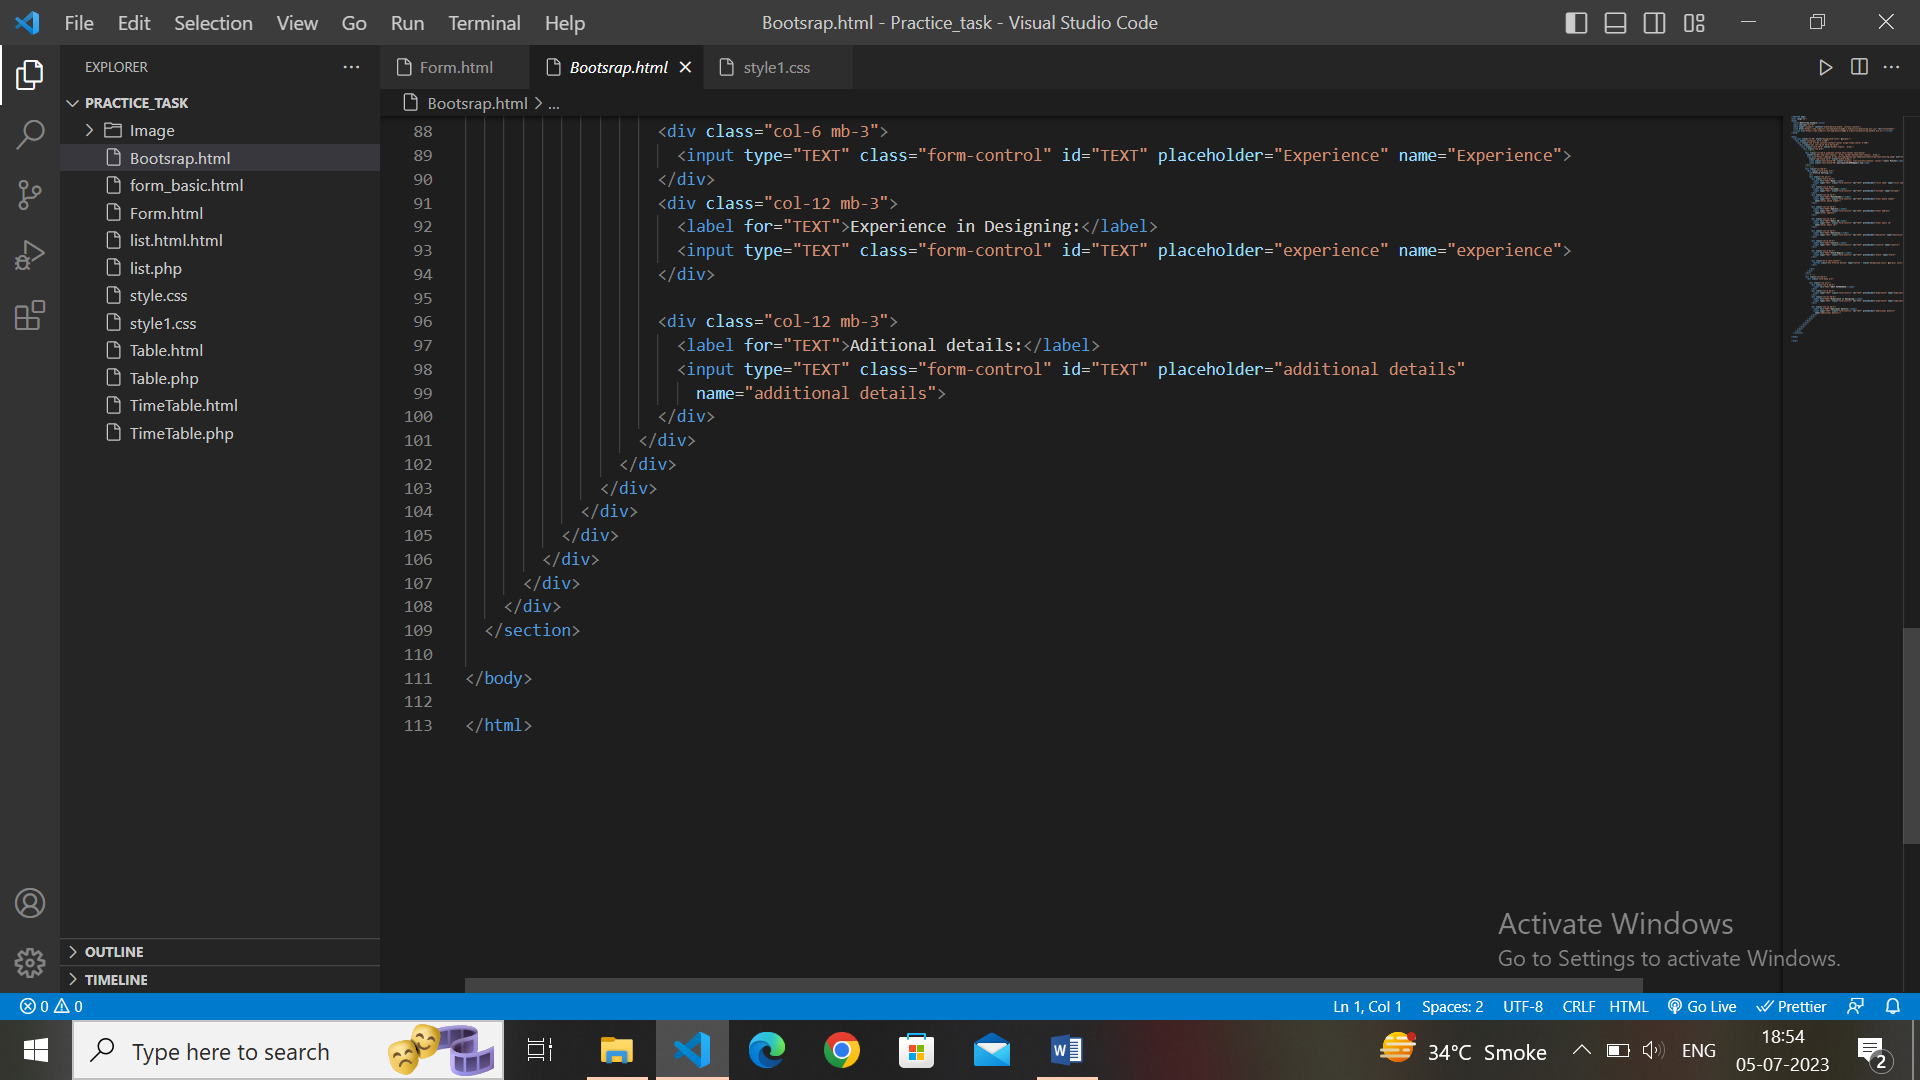 File Edit Selection View Go Run Terminal Help
Bootsrap.html - Practice_task - Visual Studio Code
EXPLORER
PRACTICE_TASK
Image
Bootsrap.html
form_basic.html
Form.html
list.html.html
list.php
style.css
style1.css
Table.html
Table.php
TimeTable.html
TimeTable.php
OUTLINE
TIMELINE
Form.html Bootsrap.html style1.css
Bootsrap.html > ...
88 <div class="col-6 mb-3">
89 <input type="TEXT" class="form-control" id="TEXT" placeholder="Experience" name="Experience">
90 </div>
91 <div class="col-12 mb-3">
92 <label for="TEXT">Experience in Designing:</label>
93 <input type="TEXT" class="form-control" id="TEXT" placeholder="experience" name="experience">
94 </div>
95
96 <div class="col-12 mb-3">
97 <label for="TEXT">Aditional details:</label>
98 <input type="TEXT" class="form-control" id="TEXT" placeholder="additional details"
99 name="additional details">
100 </div>
101 </div>
102 </div>
103 </div>
104 </div>
105 </div>
106 </div>
107 </div>
108 </div>
109 </section>
110
111 </body>
112
113 </html>
Activate Windows
Go to Settings to activate Windows.
0 0 Ln 1, Col 1 Spaces: 2 UTF-8 CRLF HTML Go Live Prettier
Type here to search
34°C Smoke
ENG
18:54
05-07-2023
2